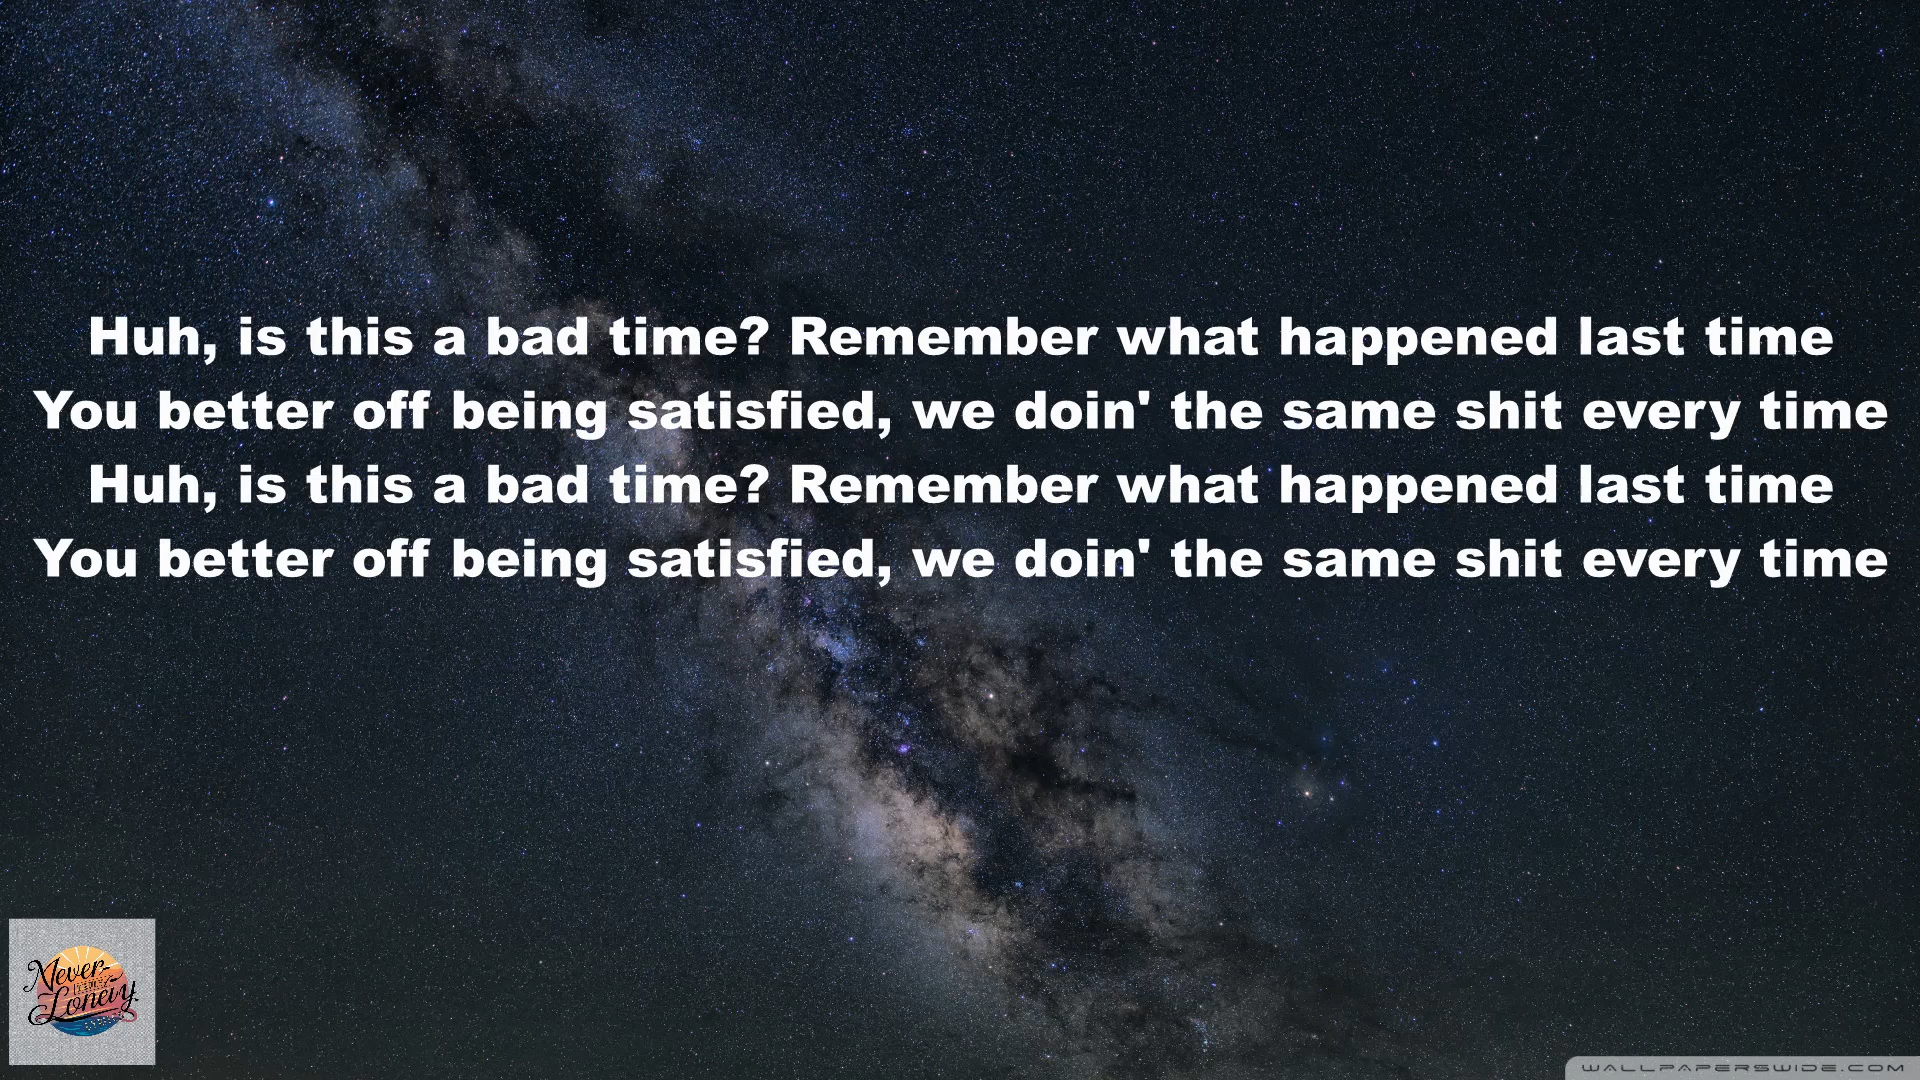 Huh, is this a bad time? Remember what happened last time
You better off being satisfied, we doin' the same shit every time
Huh, is this a bad time? Remember what happened last time
You better off being satisfied, we doin' the same shit every time
Never-
WALLPAPERSWIDE.COM